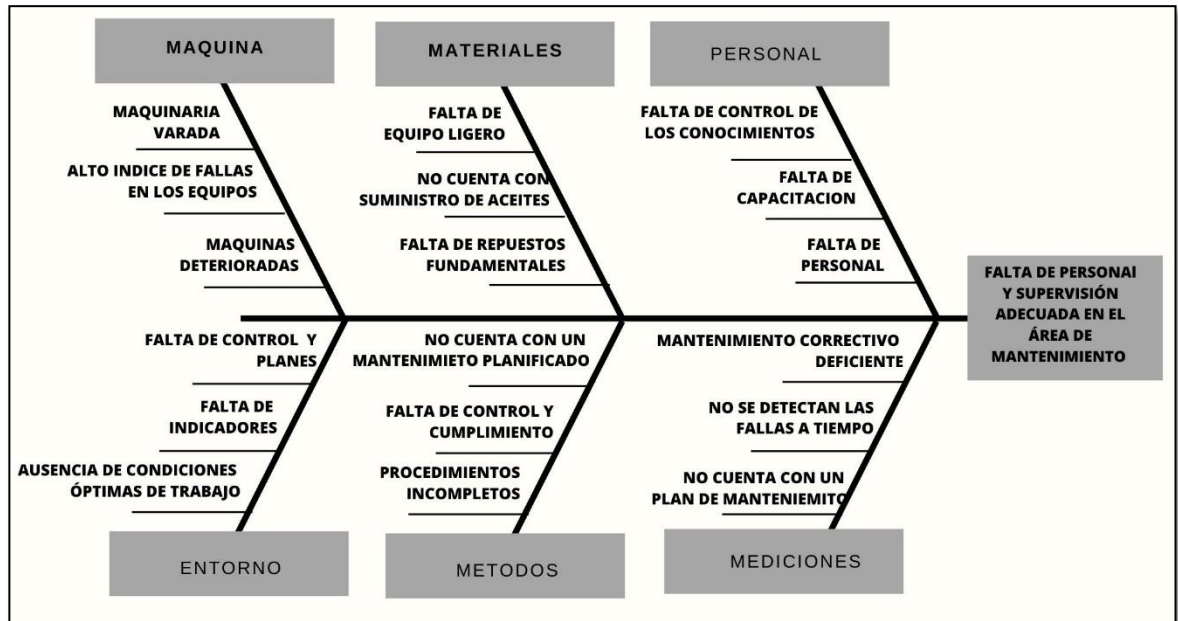 MAQUINA
MAQUINARIA
VARADA
ALTO INDICE DE FALLAS
EN LOS EQUIPOS
MAQUINAS
DETERIORADAS
MATERIALES
FALTA DE
EQUIPO LIGERO
NO CUENTA CON
SUMINISTRO DE ACEITES
FALTA DE REPUESTOS
FUNDAMENTALES
PERSONAL
FALTA DE CONTROL DE
LOS CONOCIMIENTOS
FALTA DE
CAPACITACION
FALTA DE
PERSONAL
FALTA DE PERSONAl
Y SUPERVISIÓN
ADECUADA EN EL
ÁREA DE
MANTENIMIENTO
FALTA DE CONTROL Y
PLANES
FALTA DE
INDICADORES
AUSENCIA DE CONDICIONES
ÓPTIMAS DE TRABAJO
ENTORNO
NO CUENTA CON UN
MANTENIMIETO PLANIFICADO
FALTA DE CONTROL Y
CUMPLIMIENTO
PROCEDIMIENTOS
INCOMPLETOS
METODOS
MANTENIMIENTO CORRECTIVO
DEFICIENTE
NO SE DETECTAN LAS
FALLAS A TIEMPO
NO CUENTA CON UN
PLAN DE MANTENIEMITO
MEDICIONES